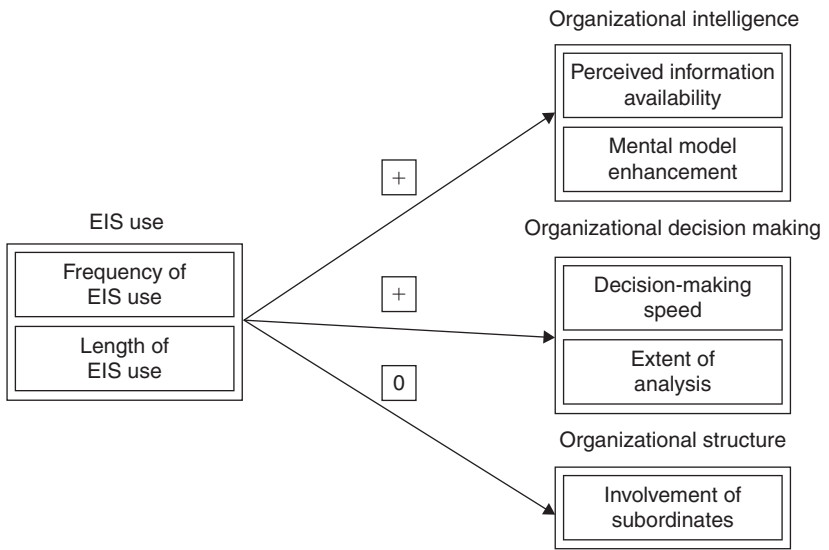 Organizational intelligence
Perceived information
availability
Mental model
enhancement
+
EIS use
Frequency of
EIS use
Length of
EIS use
Organizational decision making
+
Decision-making
speed
Extent of
analysis
0
Organizational structure
Involvement of
subordinates